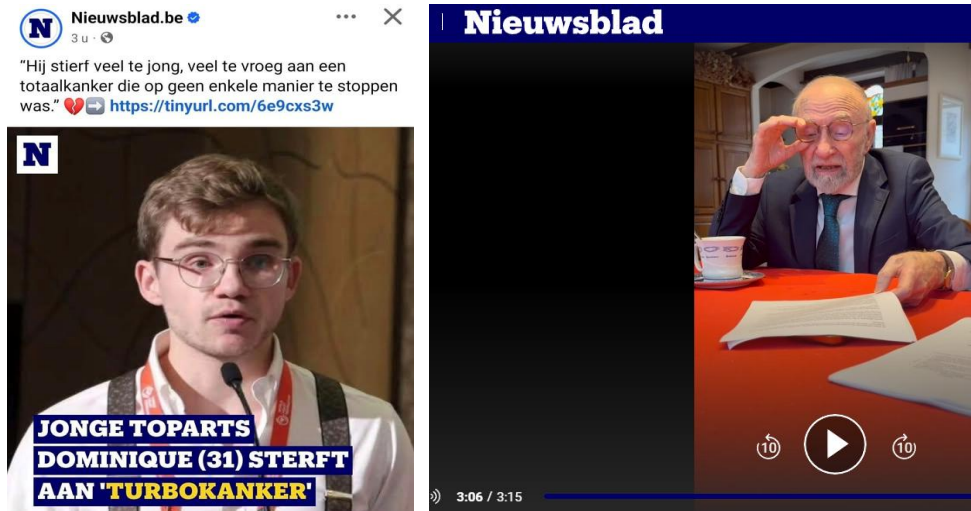 N
Nieuwsblad.be
3 u
“Hij stierf veel te jong, veel te vroeg aan een
totaalkanker die op geen enkele manier te stoppen
was.” 💔➡️ https://tinyurl.com/6e9cxs3w
N
JONGE TOPARTS
DOMINIQUE (31) STERFT
AAN 'TURBOKANKER'
Nieuwsblad
10
10
3:06 / 3:15